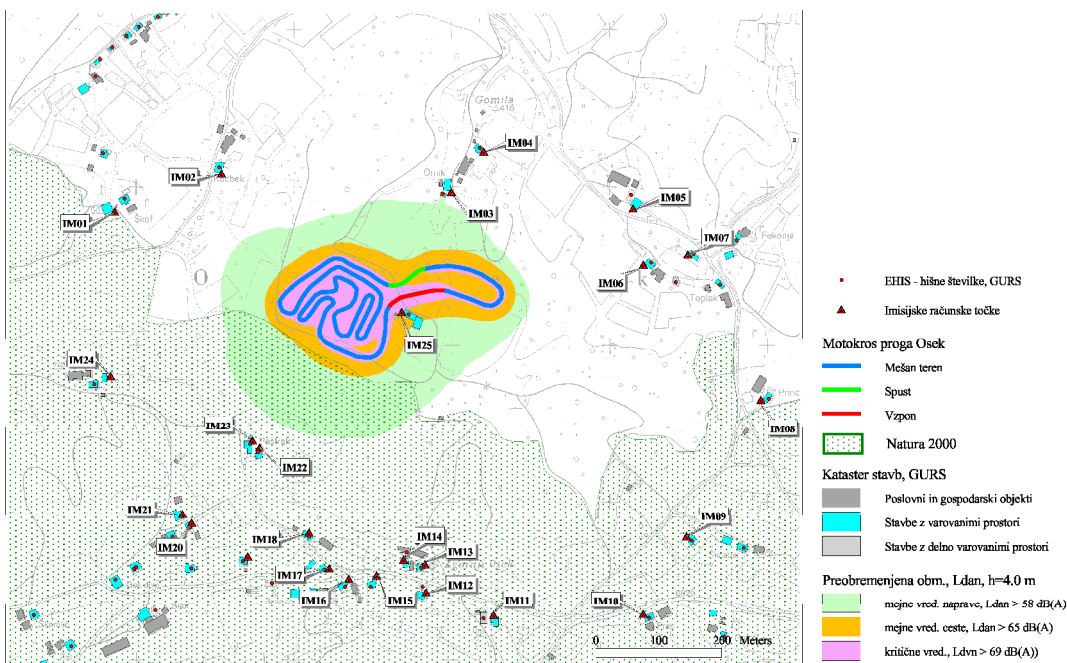 Gomila
416
IM04
IM02
Ornik
IM03
IM05
IM01
Škof
IM07
Fekonja
IM06
Toplak
IM25
IM24
Princ
IM08
IM23
IM22
IM21
IM20
IM18
IM14
IM13
IM09
IM17
IM16
IM15
IM12
IM11
IM10
0 100 200 Meters
EHIS - hišne številke, GURS
Imisijske računske točke
Motokros proga Osek
Mešan teren
Spust
Vzpon
Natura 2000
Kataster stavb, GURS
Poslovni in gospodarski objekti
Stavbe z varovanimi prostori
Stavbe z delno varovanimi prostori
Preobremenjena obm., Ldan, h=4.0 m
mejne vred. naprave, Ldan > 58 dB(A)
mejne vred. ceste, Ldan > 65 dB(A)
kritične vred., Ldvn > 69 dB(A))